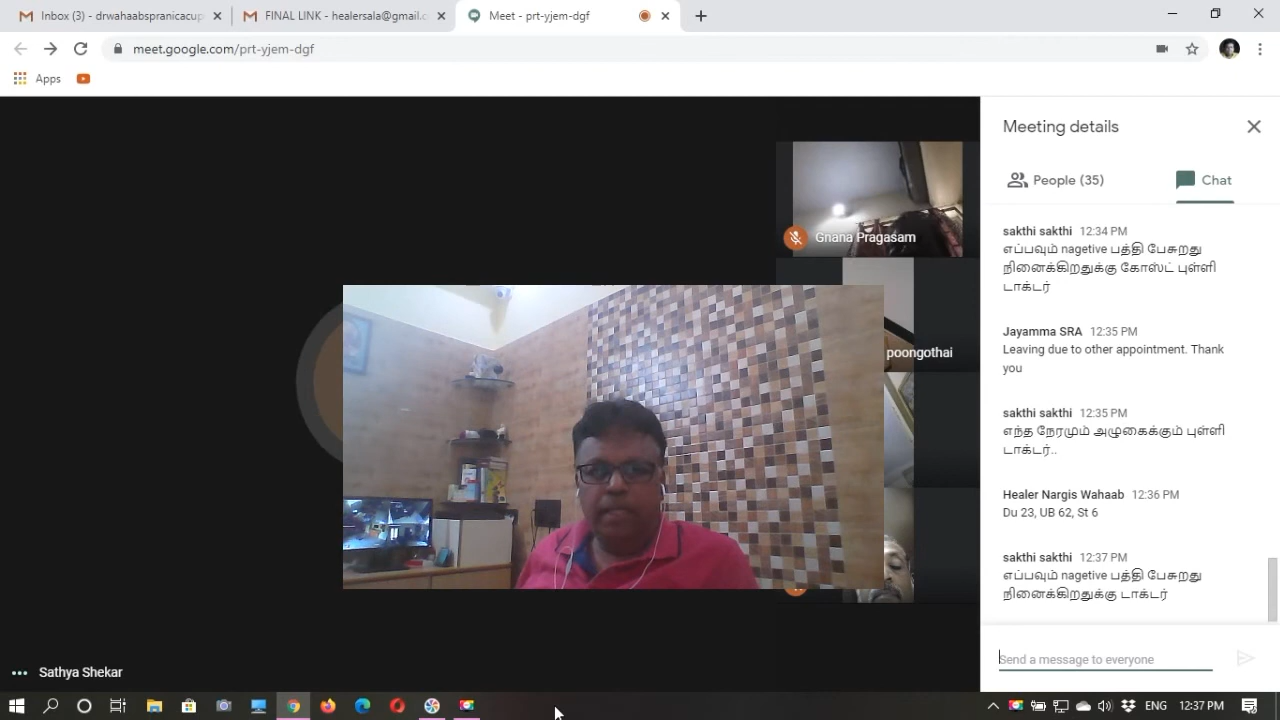 Inbox (3) - drwahaabspranicacup
FINAL LINK - healersala@gmail.c
Meet - prt-yjem-dgf
meet.google.com/prt-yjem-dgf
Apps
Meeting details
People (35)
Chat
sakthi sakthi 12:34 PM
எப்பவும் nagetive பத்தி பேசுறது
நினைக்கிறதுக்கு கோஸ்ட் புள்ளி
டாக்டர்
Jayamma SRA 12:35 PM
Leaving due to other appointment. Thank
you
sakthi sakthi 12:35 PM
எந்த நேரமும் அழுகைக்கும் புள்ளி
டாக்டர்..
Healer Nargis Wahaab 12:36 PM
Du 23, UB 62, St 6
sakthi sakthi 12:37 PM
எப்பவும் nagetive பத்தி பேசுறது
நினைக்கிறதுக்கு டாக்டர்
Send a message to everyone
Gnana Pragasam
poongothai
Sathya Shekar
ENG 12:37 PM